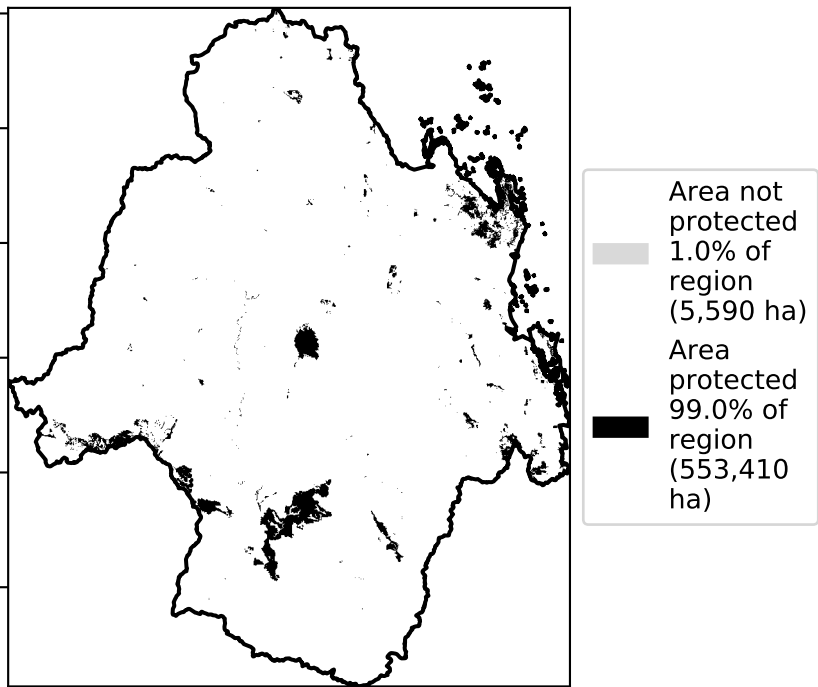 Area not
protected
1.0% of
region
(5,590 ha)
Area
protected
99.0% of
region
(553,410
ha)